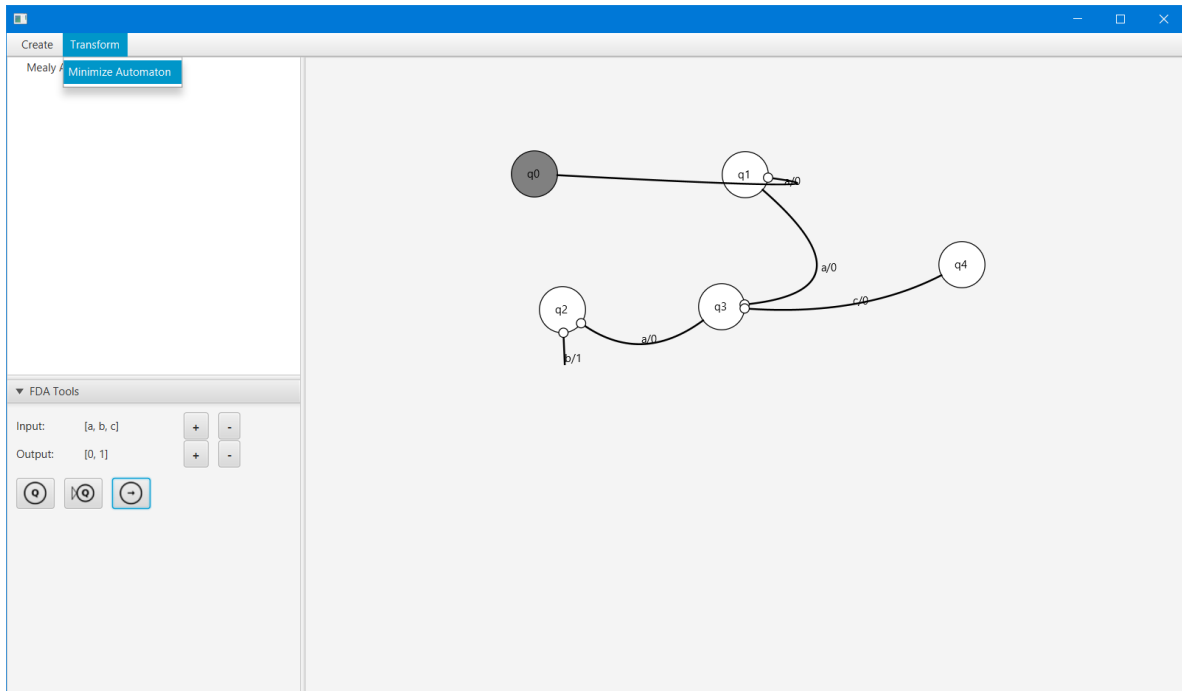 Create Transform
Mealy
Minimize Automaton
q0
q1
a/0
a/0
q4
c/0
q3
q2
a/0
b/1
FDA Tools
Input: [a, b, c] + -
Output: [0, 1] + -
Q Q